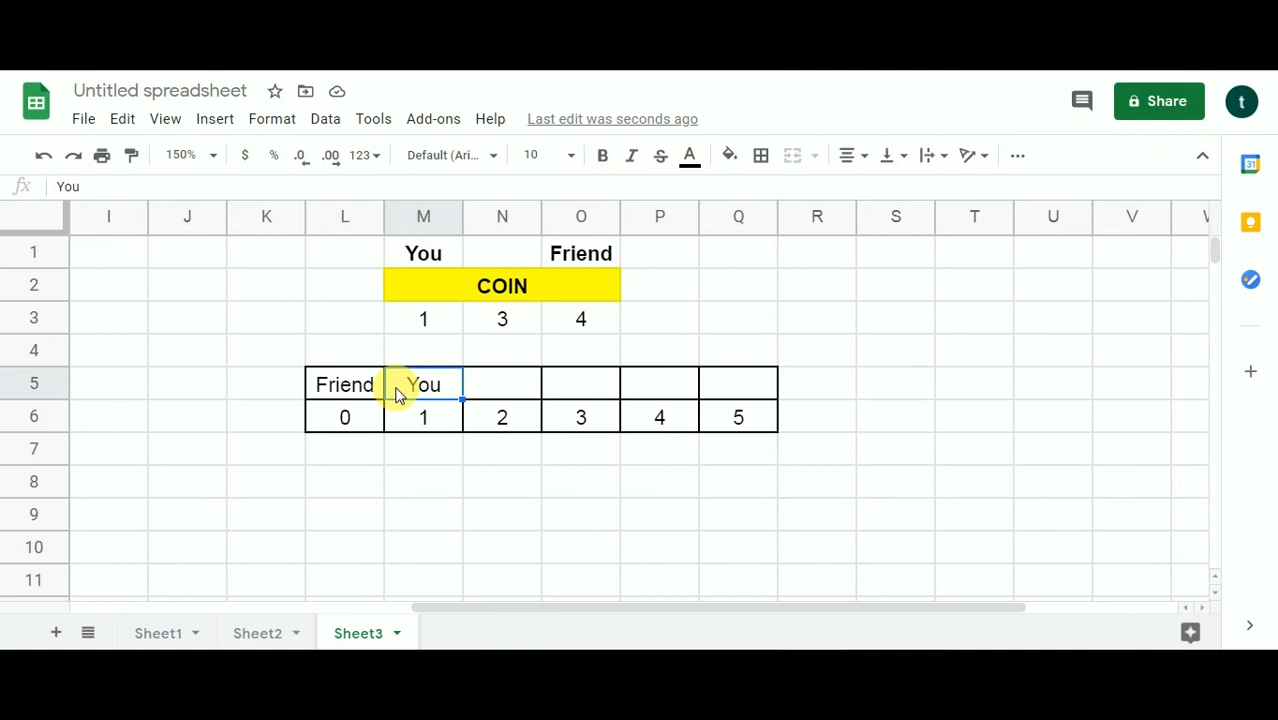 Untitled spreadsheet
Share
t
File Edit View Insert Format Data Tools Add-ons Help Last edit was seconds ago
150% $ % .0 .00 123 Default (Ari... 10 B I S A ...
fx You
I J K L M N O P Q R S T U V W
1 You Friend
2 COIN
3 1 3 4
4
5 Friend You
6 0 1 2 3 4 5
7
8
9
10
11
+ Sheet1 Sheet2 Sheet3
31